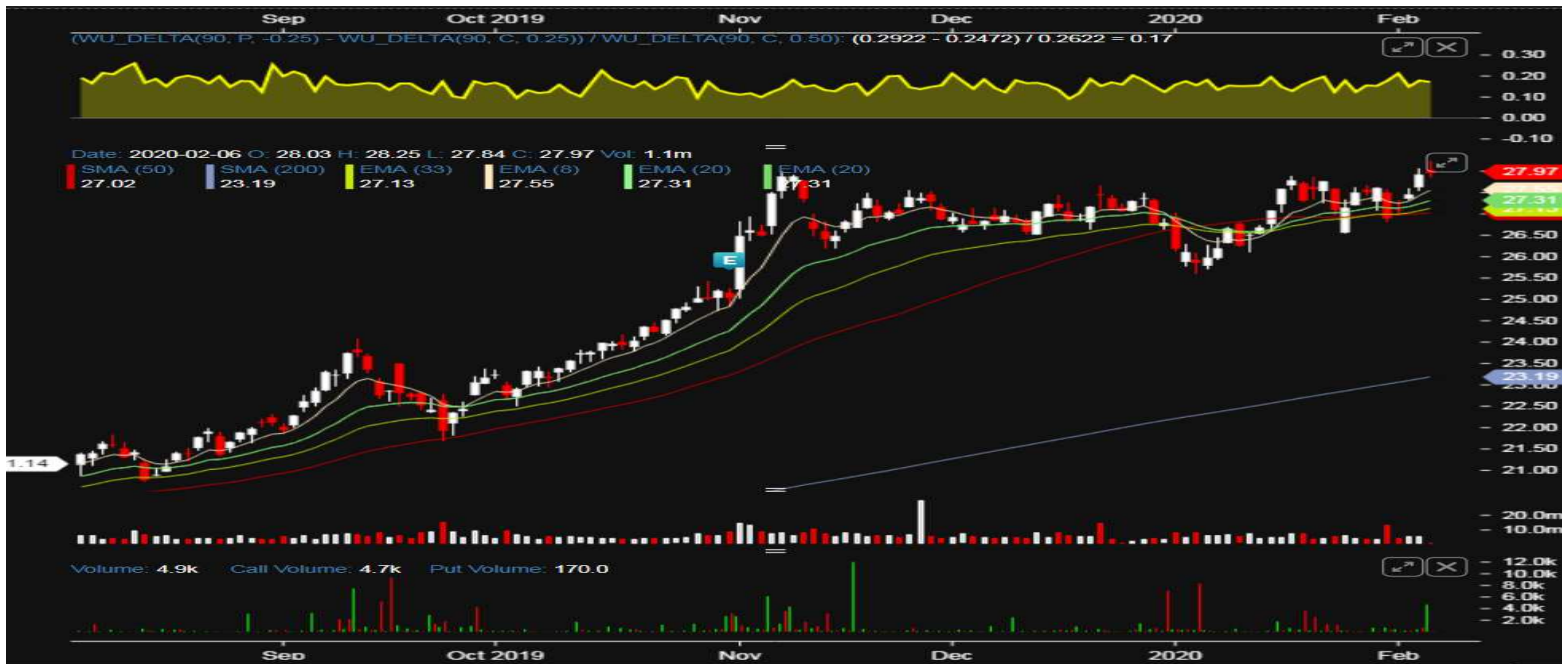 Sep Oct 2019 Nov Dec 2020 Feb
(WU_DELTA(90, P, -0.25) - WU_DELTA(90, C, 0.25)) / WU_DELTA(90, C, 0.50): (0.2922 - 0.2472) / 0.2622 = 0.17
0.30
0.20
0.10
0.00
-0.10
Date: 2020-02-06 O: 28.03 H: 28.25 L: 27.84 C: 27.97 Vol: 1.1m
SMA (50) SMA (200) EMA (33) EMA (8) EMA (20) EMA (20)
27.02 23.19 27.13 27.55 27.31 27.31
27.97
27.31
26.50
26.00
E
25.50
25.00
24.50
24.00
23.50
23.19
23.00
22.50
22.00
21.50
1.14
21.00
20.0m
10.0m
Volume: 4.9k Call Volume: 4.7k Put Volume: 170.0
12.0k
10.0k
8.0k
6.0k
4.0k
2.0k
Sep Oct 2019 Nov Dec 2020 Feb